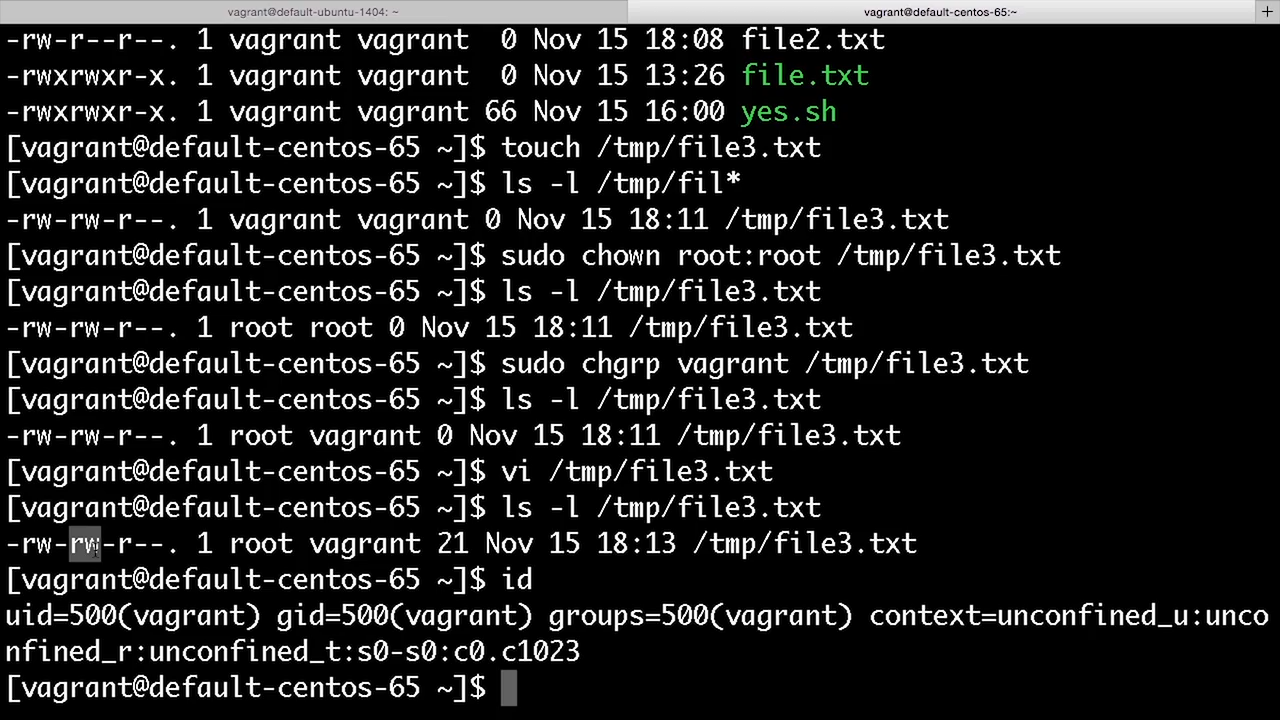 vagrant@default-ubuntu-1404: ~
vagrant@default-centos-65:~
+
-rw-r--r--. 1 vagrant vagrant  0 Nov 15 18:08 file2.txt
-rwxrwxr-x. 1 vagrant vagrant  0 Nov 15 13:26 file.txt
-rwxrwxr-x. 1 vagrant vagrant 66 Nov 15 16:00 yes.sh
[vagrant@default-centos-65 ~]$ touch /tmp/file3.txt
[vagrant@default-centos-65 ~]$ ls -l /tmp/fil*
-rw-rw-r--. 1 vagrant vagrant 0 Nov 15 18:11 /tmp/file3.txt
[vagrant@default-centos-65 ~]$ sudo chown root:root /tmp/file3.txt
[vagrant@default-centos-65 ~]$ ls -l /tmp/file3.txt
-rw-rw-r--. 1 root root 0 Nov 15 18:11 /tmp/file3.txt
[vagrant@default-centos-65 ~]$ sudo chgrp vagrant /tmp/file3.txt
[vagrant@default-centos-65 ~]$ ls -l /tmp/file3.txt
-rw-rw-r--. 1 root vagrant 0 Nov 15 18:11 /tmp/file3.txt
[vagrant@default-centos-65 ~]$ vi /tmp/file3.txt
[vagrant@default-centos-65 ~]$ ls -l /tmp/file3.txt
-rw-rw-r--. 1 root vagrant 21 Nov 15 18:13 /tmp/file3.txt
[vagrant@default-centos-65 ~]$ id
uid=500(vagrant) gid=500(vagrant) groups=500(vagrant) context=unconfined_u:unco
nfined_r:unconfined_t:s0-s0:c0.c1023
[vagrant@default-centos-65 ~]$